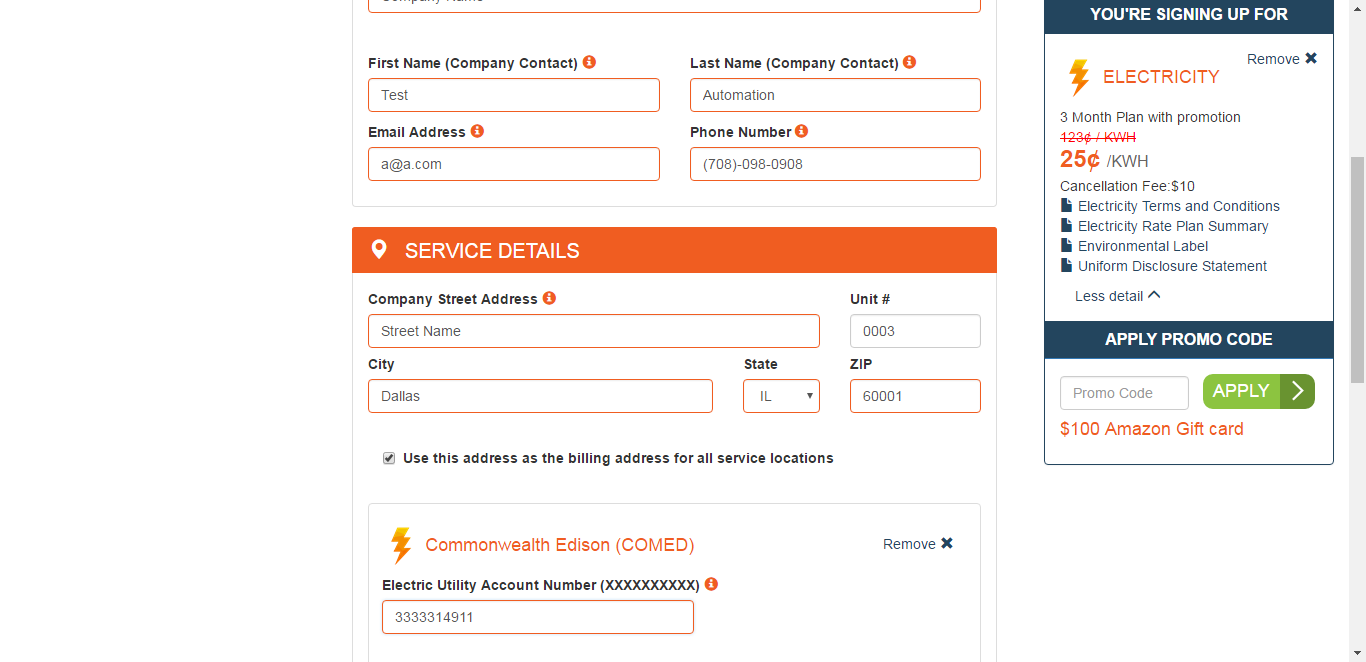 Company Name
First Name (Company Contact)
Last Name (Company Contact)
Test
Automation
Email Address
Phone Number
a@a.com
(708)-098-0908
SERVICE DETAILS
Company Street Address
Unit #
Street Name
0003
City
State
ZIP
Dallas
IL
60001
Use this address as the billing address for all service locations
Commonwealth Edison (COMED)
Remove
Electric Utility Account Number (XXXXXXXXXX)
3333314911
YOU'RE SIGNING UP FOR
Remove
ELECTRICITY
3 Month Plan with promotion
123¢ / KWH
25¢ /KWH
Cancellation Fee:$10
Electricity Terms and Conditions
Electricity Rate Plan Summary
Environmental Label
Uniform Disclosure Statement
Less detail
APPLY PROMO CODE
Promo Code
APPLY
$100 Amazon Gift card